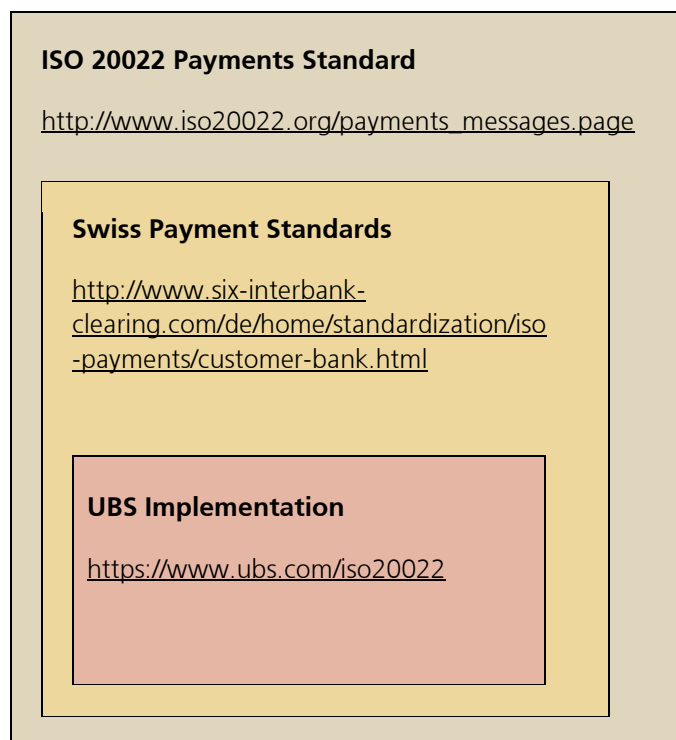 ISO 20022 Payments Standard
http://www.iso20022.org/payments_messages.page
Swiss Payment Standards
http://www.six-interbank-
clearing.com/de/home/standardization/iso
-payments/customer-bank.html
UBS Implementation
https://www.ubs.com/iso20022